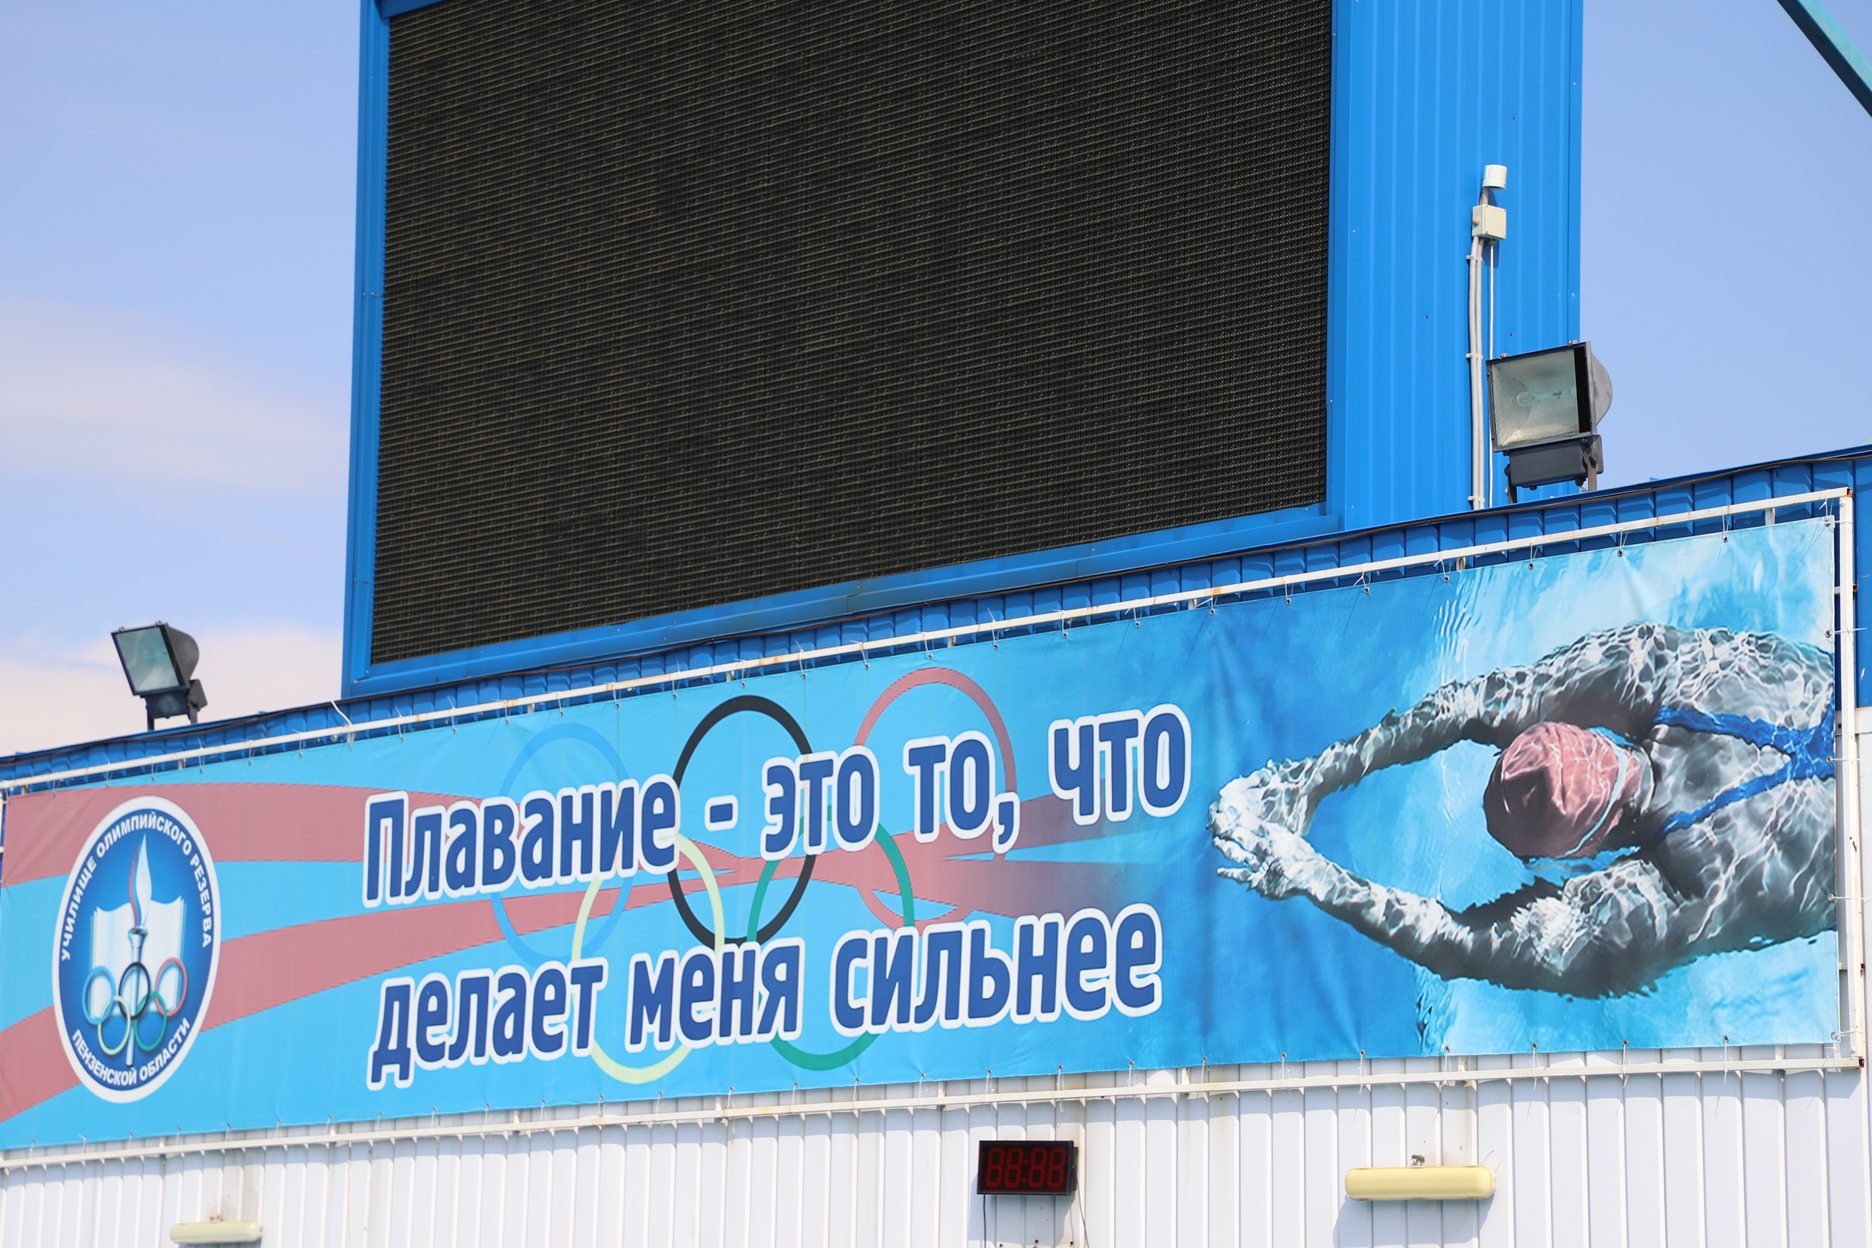 УЧИЛИЩЕ ОЛИМПИЙСКОГО РЕЗЕРВА
ПЕНЗЕНСКОЙ ОБЛАСТИ
Плавание - это то, что
делает меня сильнее
88:88